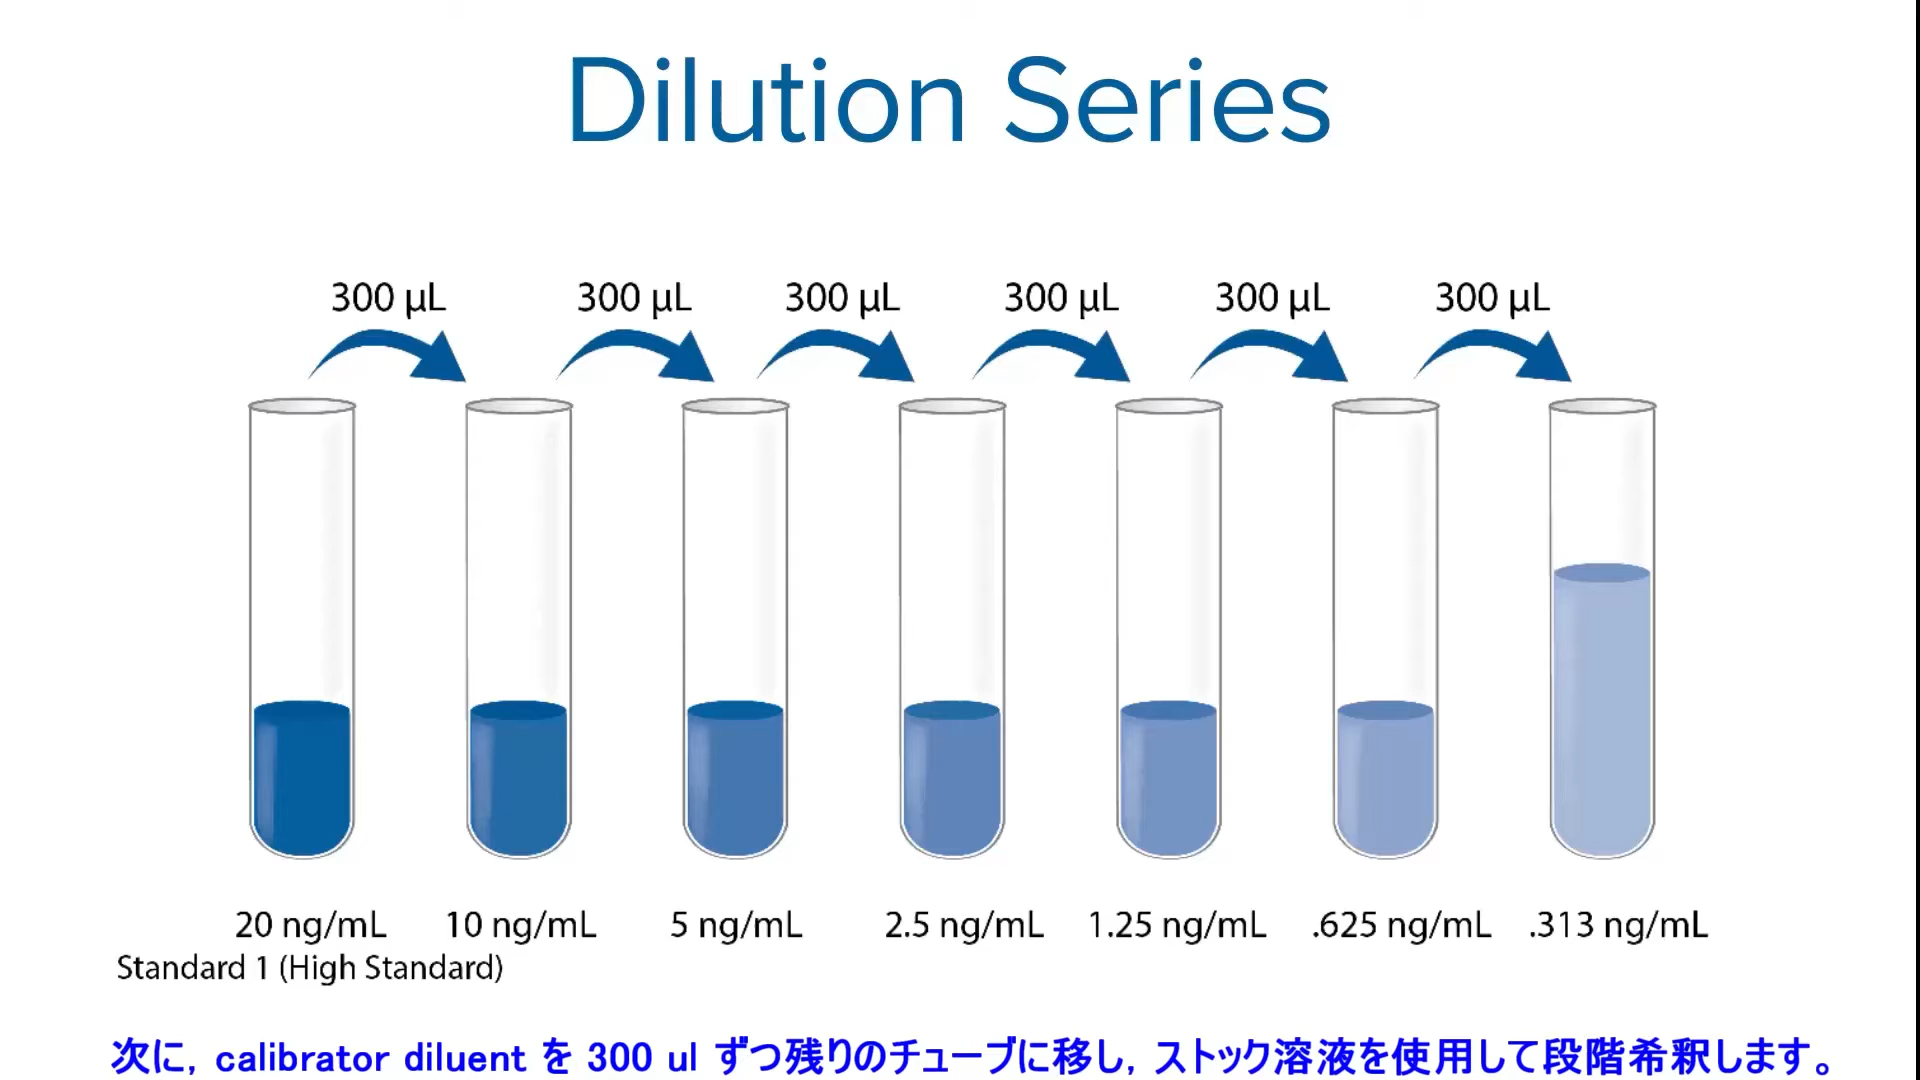 Dilution Series
300 µL 300 µL 300 µL 300 µL 300 µL 300 µL
20 ng/mL 10 ng/mL 5 ng/mL 2.5 ng/mL 1.25 ng/mL .625 ng/mL .313 ng/mL
Standard 1 (High Standard)
次に, calibrator diluent を 300 ul ずつ残りのチューブに移し, ストック溶液を使用して段階希釈します。